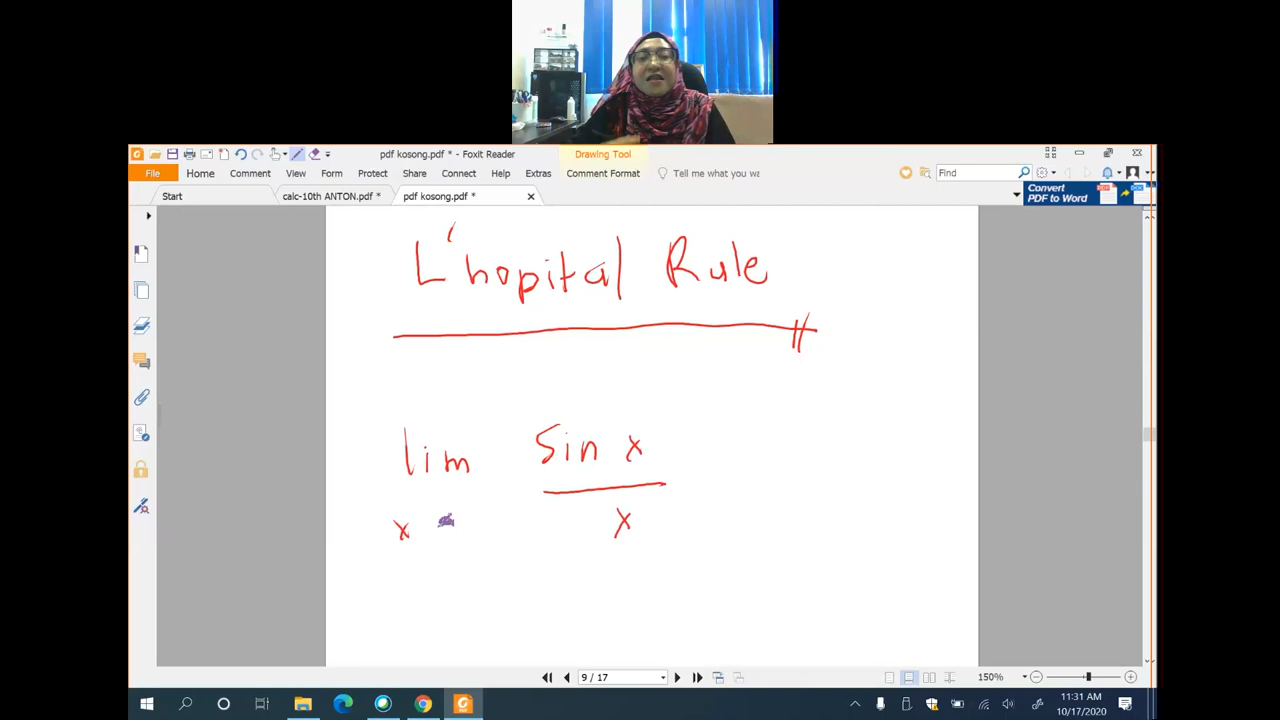 pdf kosong.pdf * - Foxit Reader
Drawing Tool
File Home Comment View Form Protect Share Connect Help Extras Comment Format Tell me what you wa Find
Start calc-10th ANTON.pdf * pdf kosong.pdf *
Convert
PDF to Word
L'hopital Rule
lim sin x
x x
9 / 17
150%
11:31 AM
10/17/2020